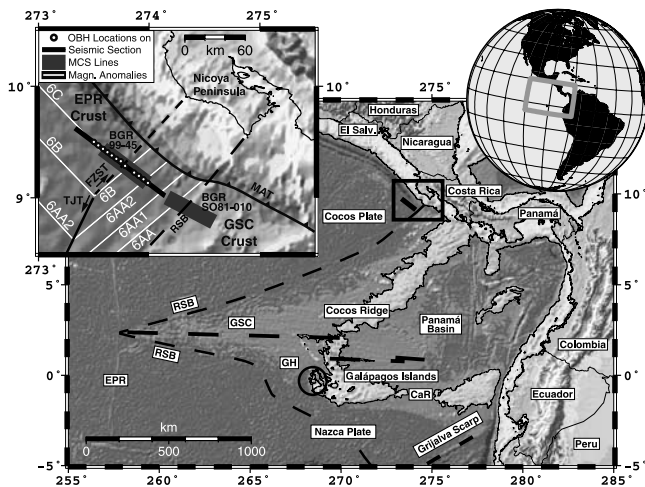 273°
274°
275°
OBH Locations on
Seismic Section
MCS Lines
Magn. Anomalies
0 60
km
Nicoya
Peninsula
10°
9°
EPR
Crust
6C
6B
BGR
99-45
FZST
TJT
6B
6AA2
6AA2
6AA1
6AA
RSB
BGR
SO81-010
MAT
GSC
Crust
273°
10°
275°
10°
5°
0°
−5°
Honduras
El Salv.
Nicaragua
Costa Rica
Panamá
Cocos Plate
RSB
GSC
RSB
Cocos Ridge
Panamá
Basin
Colombia
EPR
GH
Galápagos Islands
CaR
Ecuador
Nazca Plate
Grijalva Scarp
Peru
km
0 500 1000
5°
0°
−5°
255°
260°
265°
270°
275°
280°
285°